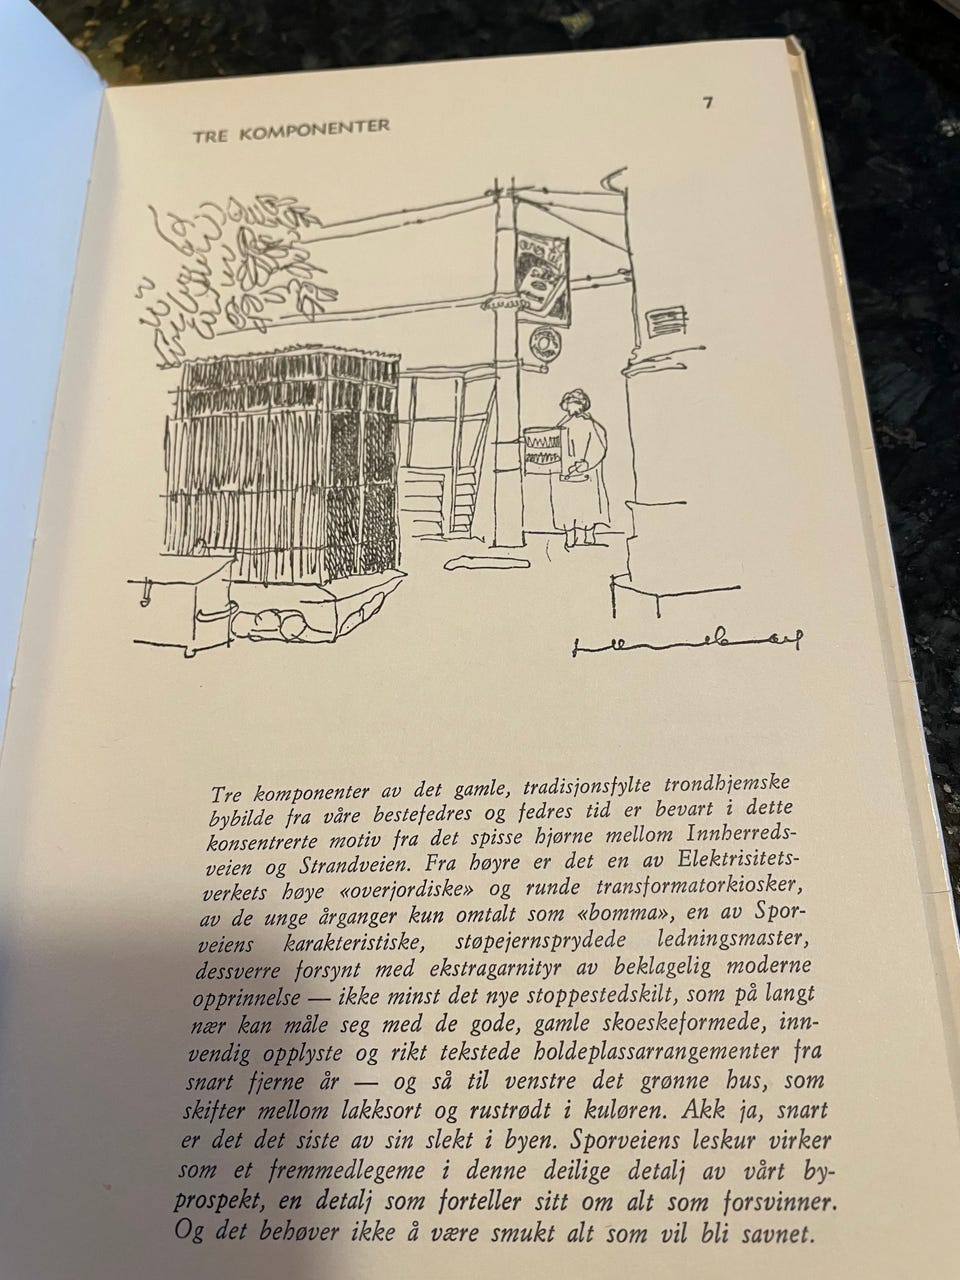 7
TRE KOMPONENTER
Tre komponenter av det gamle, tradisjonsfylte trondhjemske
bybilde fra våre bestefedres og fedres tid er bevart i dette
konsentrerte motiv fra det spisse hjørne mellom Innherreds-
veien og Strandveien. Fra høyre er det en av Elektrisitets-
verkets høye «overjordiske» og runde transformatorkiosker,
av de unge årganger kun omtalt som «bomma», en av Spor-
veiens karakteristiske, støpejernsprydede ledningsmaster,
dessverre forsynt med ekstragarnityr av beklagelig moderne
opprinnelse — ikke minst det nye stoppestedskilt, som på langt
nær kan måle seg med de gode, gamle skoeskeformede, inn-
vendig opplyste og rikt tekstede holdeplassarrangementer fra
snart fjerne år — og så til venstre det grønne hus, som
skifter mellom lakksort og rustrødt i kuløren. Akk ja, snart
er det det siste av sin slekt i byen. Sporveiens leskur virker
som et fremmedlegeme i denne deilige detalj av vårt by-
prospekt, en detalj som forteller sitt om alt som forsvinner.
Og det behøver ikke å være smukt alt som vil bli savnet.